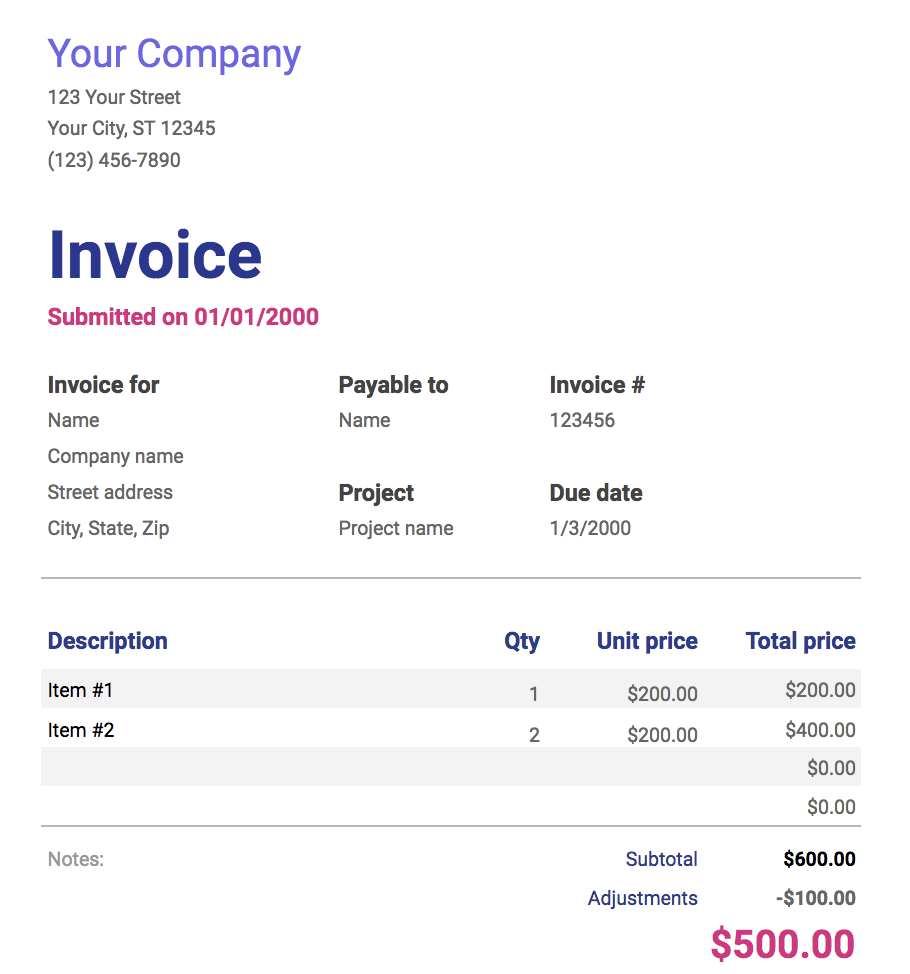 Your Company
123 Your Street
Your City, ST 12345
(123) 456-7890
Invoice
Submitted on 01/01/2000
Invoice for Payable to Invoice #
Name Name 123456
Company name
Street address Project Due date
City, State, Zip Project name 1/3/2000
Description Qty Unit price Total price
Item #1 1 $200.00 $200.00
Item #2 2 $200.00 $400.00
$0.00
$0.00
Notes: Subtotal $600.00
Adjustments -$100.00
$500.00